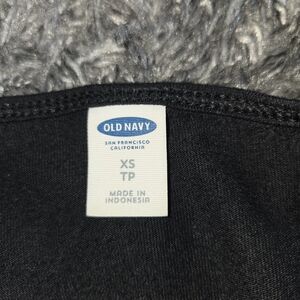 OLD NAVY
SAN FRANCISCO
CALIFORNIA
XS
TP
MADE IN
INDONESIA